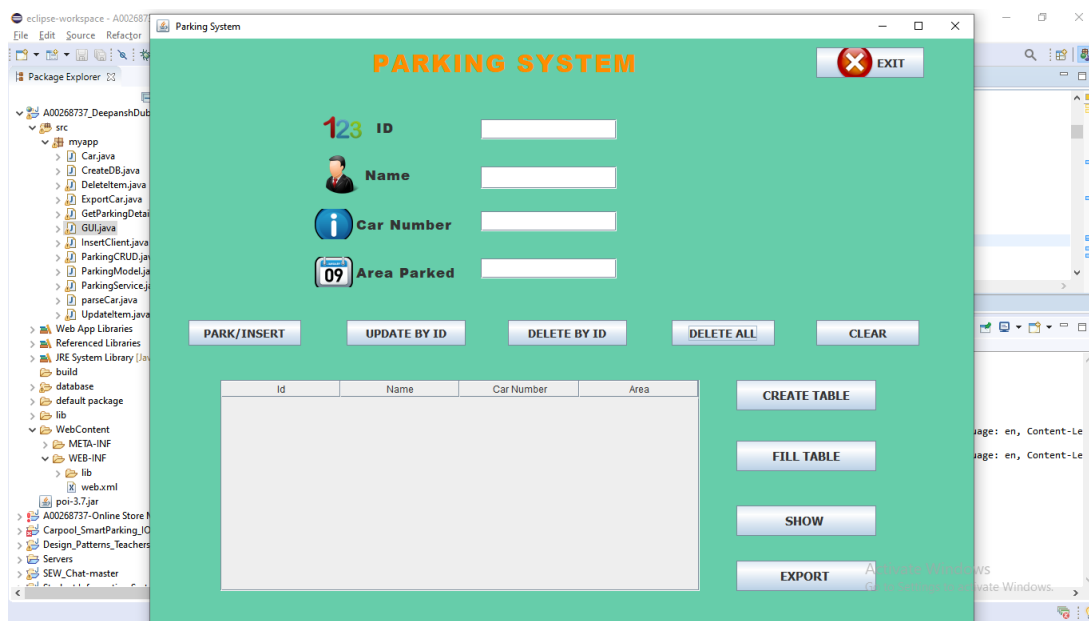 eclipse-workspace - A002687
File Edit Source Refactor
Package Explorer
A00268737_DeepanshDub
src
myapp
Car.java
CreateDB.java
DeleteItem.java
ExportCar.java
GetParkingDetai
GUI.java
InsertClient.java
ParkingCRUD.jav
ParkingModel.ja
ParkingService.ja
parseCar.java
UpdateItem.java
Web App Libraries
Referenced Libraries
JRE System Library [Jav
build
database
default package
lib
WebContent
META-INF
WEB-INF
lib
web.xml
poi-3.7.jar
A00268737-Online Store M
Carpool_SmartParking_IO
Design_Patterns_Teachers
Servers
SEW_Chat-master
Parking System
PARKING SYSTEM
EXIT
123 ID
Name
i Car Number
09 Area Parked
PARK/INSERT UPDATE BY ID DELETE BY ID DELETE ALL CLEAR
Id Name Car Number Area
CREATE TABLE
FILL TABLE
SHOW
EXPORT
uage: en, Content-Le
uage: en, Content-Le
Activate Windows
vate Windows.